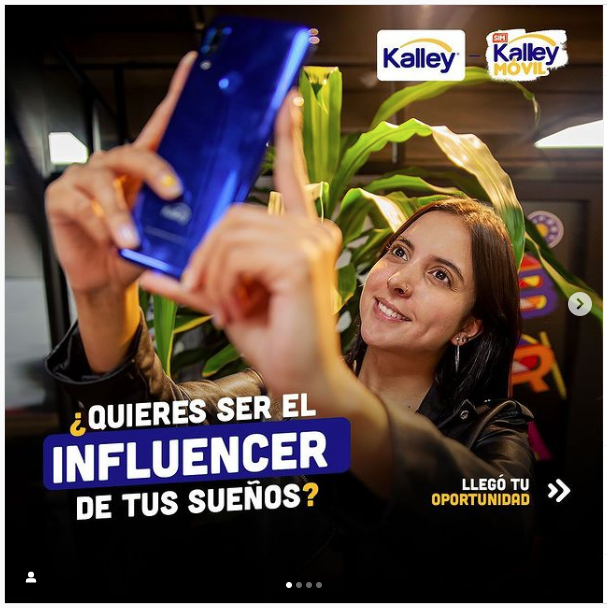 Kalley
SIM
Kalley
MÓVIL
¿QUIERES SER EL
INFLUENCER
DE TUS SUEÑOS?
LLEGÓ TU
OPORTUNIDAD